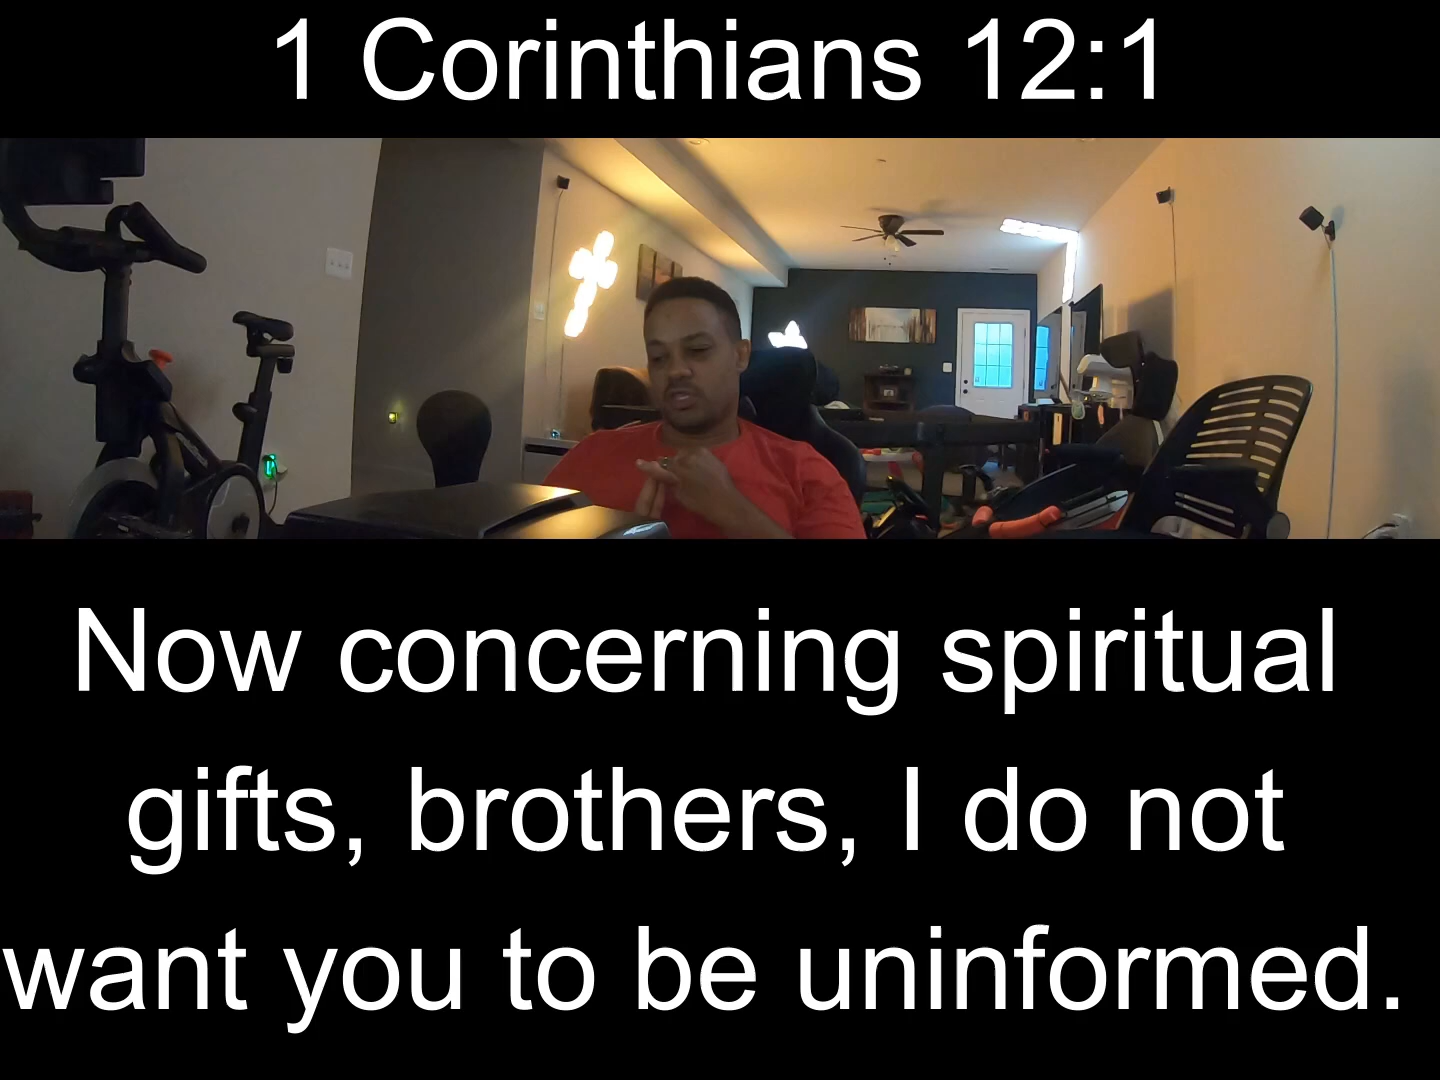 1 Corinthians 12:1
Now concerning spiritual
gifts, brothers, I do not
want you to be uninformed.